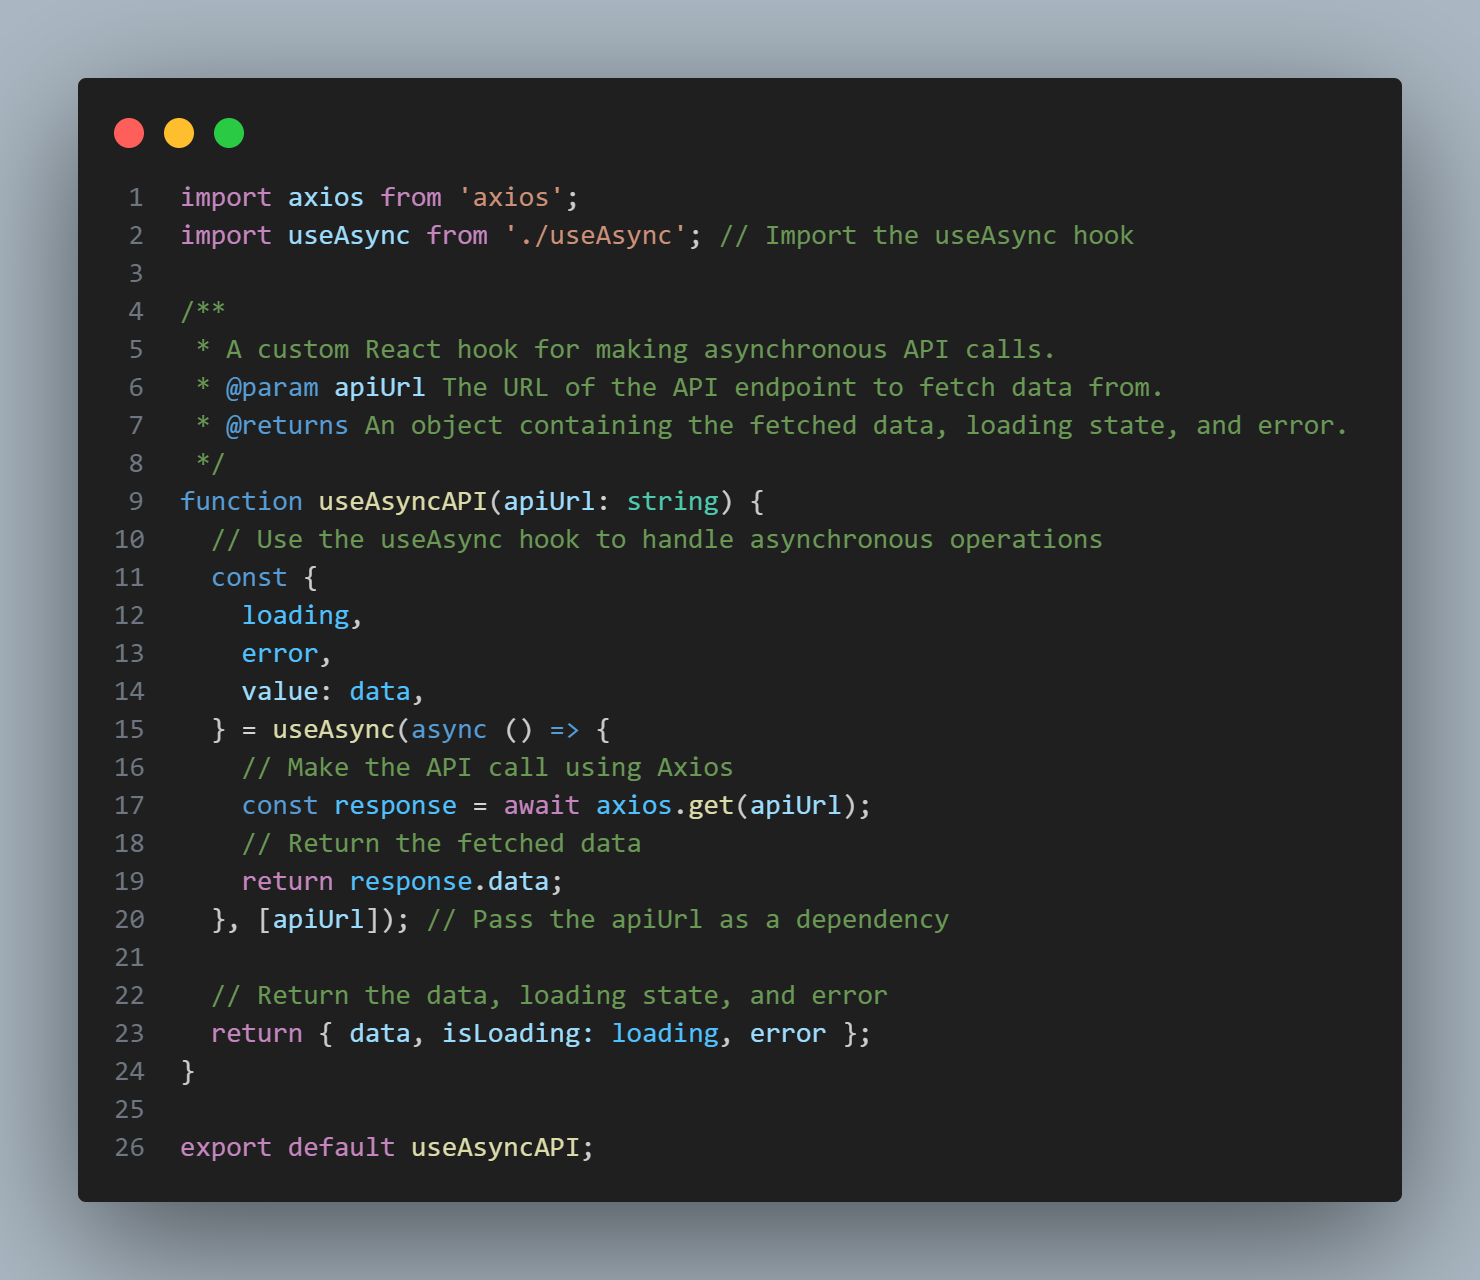 1 import axios from 'axios';
2 import useAsync from './useAsync'; // Import the useAsync hook
3
4 /**
5  * A custom React hook for making asynchronous API calls.
6  * @param apiUrl The URL of the API endpoint to fetch data from.
7  * @returns An object containing the fetched data, loading state, and error.
8  */
9 function useAsyncAPI(apiUrl: string) {
10   // Use the useAsync hook to handle asynchronous operations
11   const {
12     loading,
13     error,
14     value: data,
15   } = useAsync(async () => {
16     // Make the API call using Axios
17     const response = await axios.get(apiUrl);
18     // Return the fetched data
19     return response.data;
20   }, [apiUrl]); // Pass the apiUrl as a dependency
21
22   // Return the data, loading state, and error
23   return { data, isLoading: loading, error };
24 }
25
26 export default useAsyncAPI;